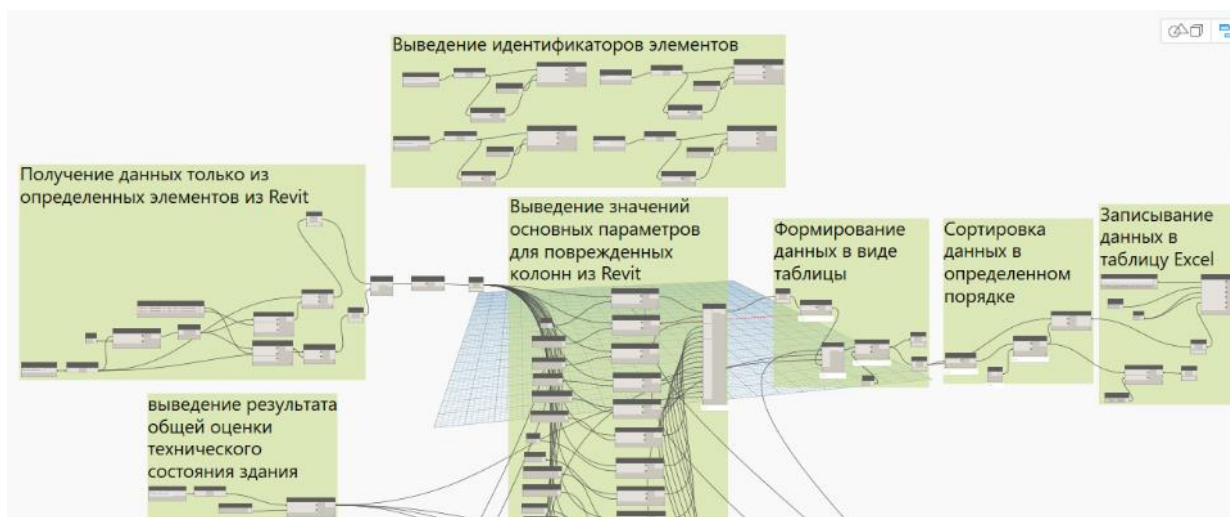 Выведение идентификаторов элементов
Получение данных только из
определенных элементов из Revit
Выведение значений
основных параметров
для поврежденных
колонн из Revit
Формирование
данных в виде
таблицы
Сортировка
данных в
определенном
порядке
Записывание
данных в
таблицу Excel
выведение результата
общей оценки
технического
состояния здания